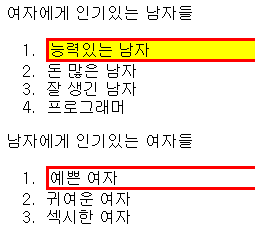 여자에게 인기있는 남자들
1. 능력있는 남자
2. 돈 많은 남자
3. 잘 생긴 남자
4. 프로그래머
남자에게 인기있는 여자들
1. 예쁜 여자
2. 귀여운 여자
3. 섹시한 여자